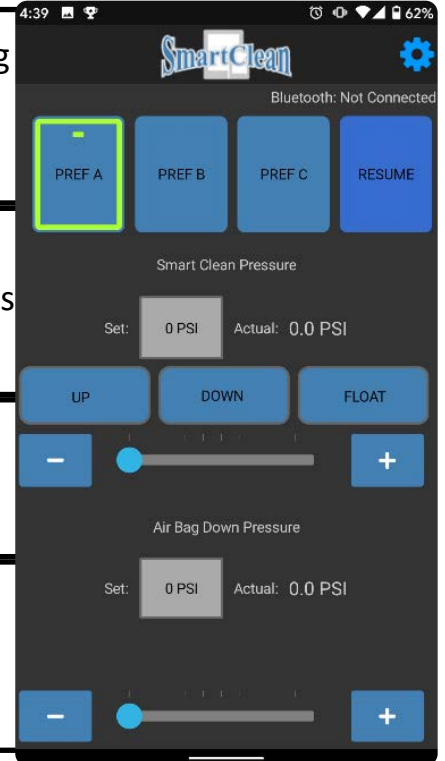 4:39 62%
g
SmartClean
Bluetooth: Not Connected
PREF A PREF B PREF C RESUME
Smart Clean Pressure
s
Set: 0 PSI Actual: 0.0 PSI
UP DOWN FLOAT
− +
Air Bag Down Pressure
Set: 0 PSI Actual: 0.0 PSI
− +